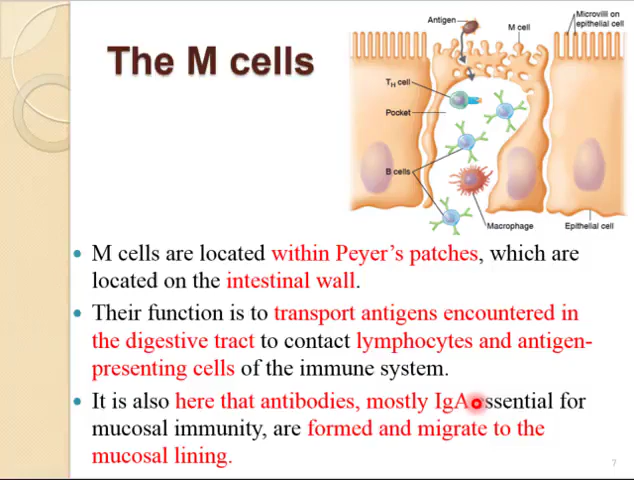 The M cells
Antigen
M cell
Microvilli on
epithelial cell
TH cell
Pocket
B cells
Macrophage
Epithelial cell
• M cells are located within Peyer's patches, which are
located on the intestinal wall.
• Their function is to transport antigens encountered in
the digestive tract to contact lymphocytes and antigen-
presenting cells of the immune system.
• It is also here that antibodies, mostly IgA essential for
mucosal immunity, are formed and migrate to the
mucosal lining.
7